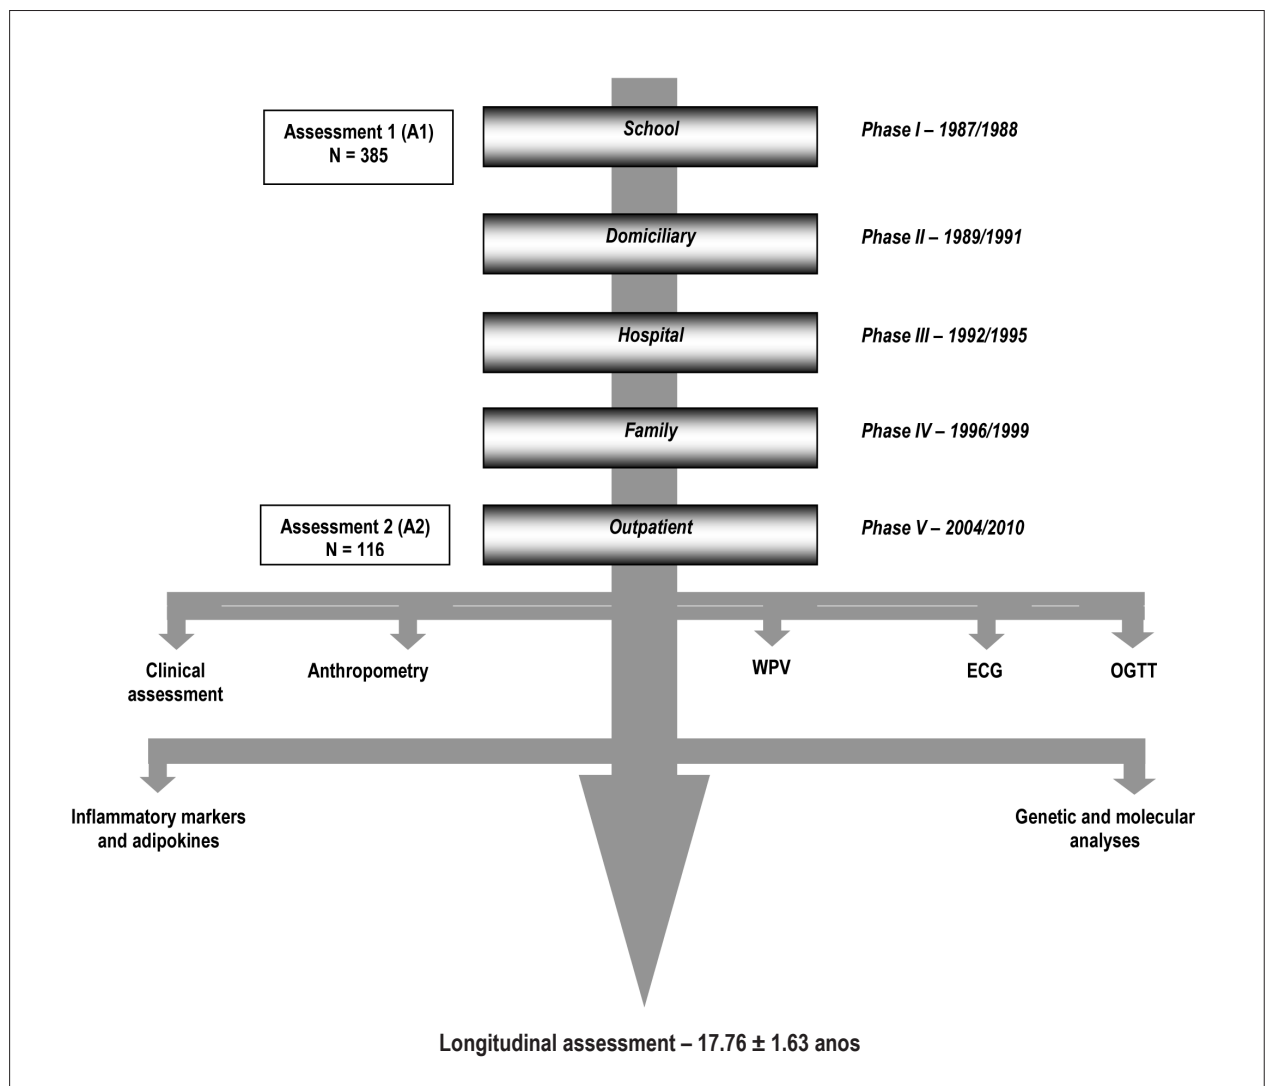 Assessment 1 (A1)
N = 385
School
Phase I – 1987/1988
Domiciliary
Phase II – 1989/1991
Hospital
Phase III – 1992/1995
Family
Phase IV – 1996/1999
Assessment 2 (A2)
N = 116
Outpatient
Phase V – 2004/2010
Clinical
assessment
Anthropometry
WPV
ECG
OGTT
Inflammatory markers
and adipokines
Genetic and molecular
analyses
Longitudinal assessment – 17.76 ± 1.63 anos